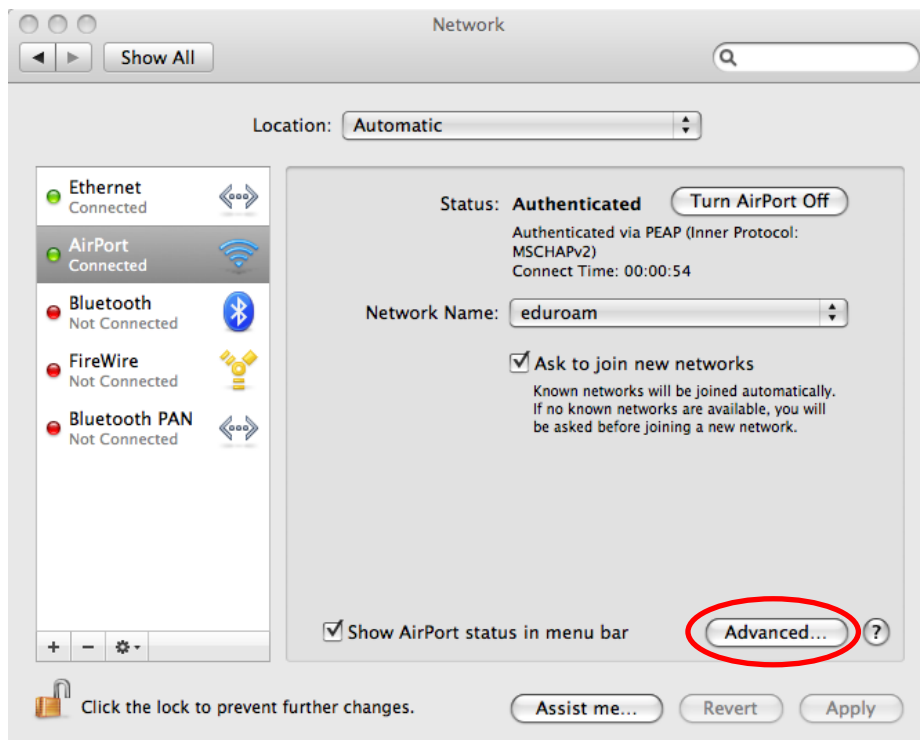 Network
Show All
Location: Automatic
Ethernet
Connected
AirPort
Connected
Bluetooth
Not Connected
FireWire
Not Connected
Bluetooth PAN
Not Connected
Status: Authenticated Turn AirPort Off
Authenticated via PEAP (Inner Protocol:
MSCHAPv2)
Connect Time: 00:00:54
Network Name: eduroam
Ask to join new networks
Known networks will be joined automatically.
If no known networks are available, you will
be asked before joining a new network.
Show AirPort status in menu bar Advanced... ?
Click the lock to prevent further changes. Assist me... Revert Apply